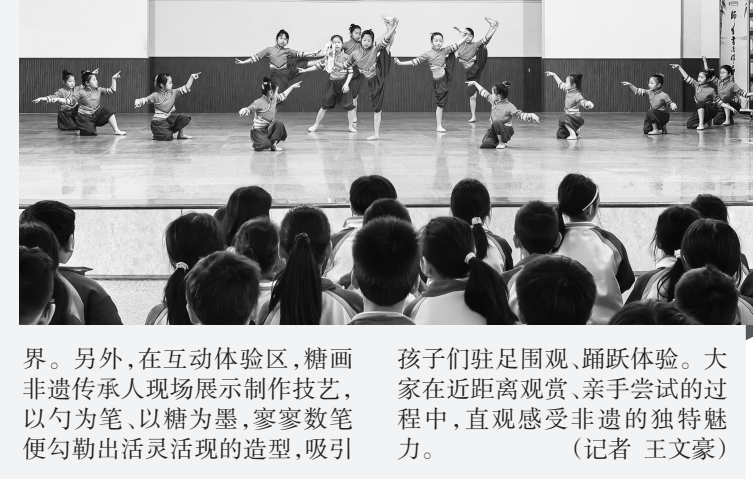 界。另外，在互动体验区，糖画
非遗传承人现场展示制作技艺，
以勺为笔、以糖为墨，寥寥数笔
便勾勒出活灵活现的造型，吸引
孩子们驻足围观、踊跃体验。大
家在近距离观赏、亲手尝试的过
程中，直观感受非遗的独特魅
力。 （记者 王文豪）